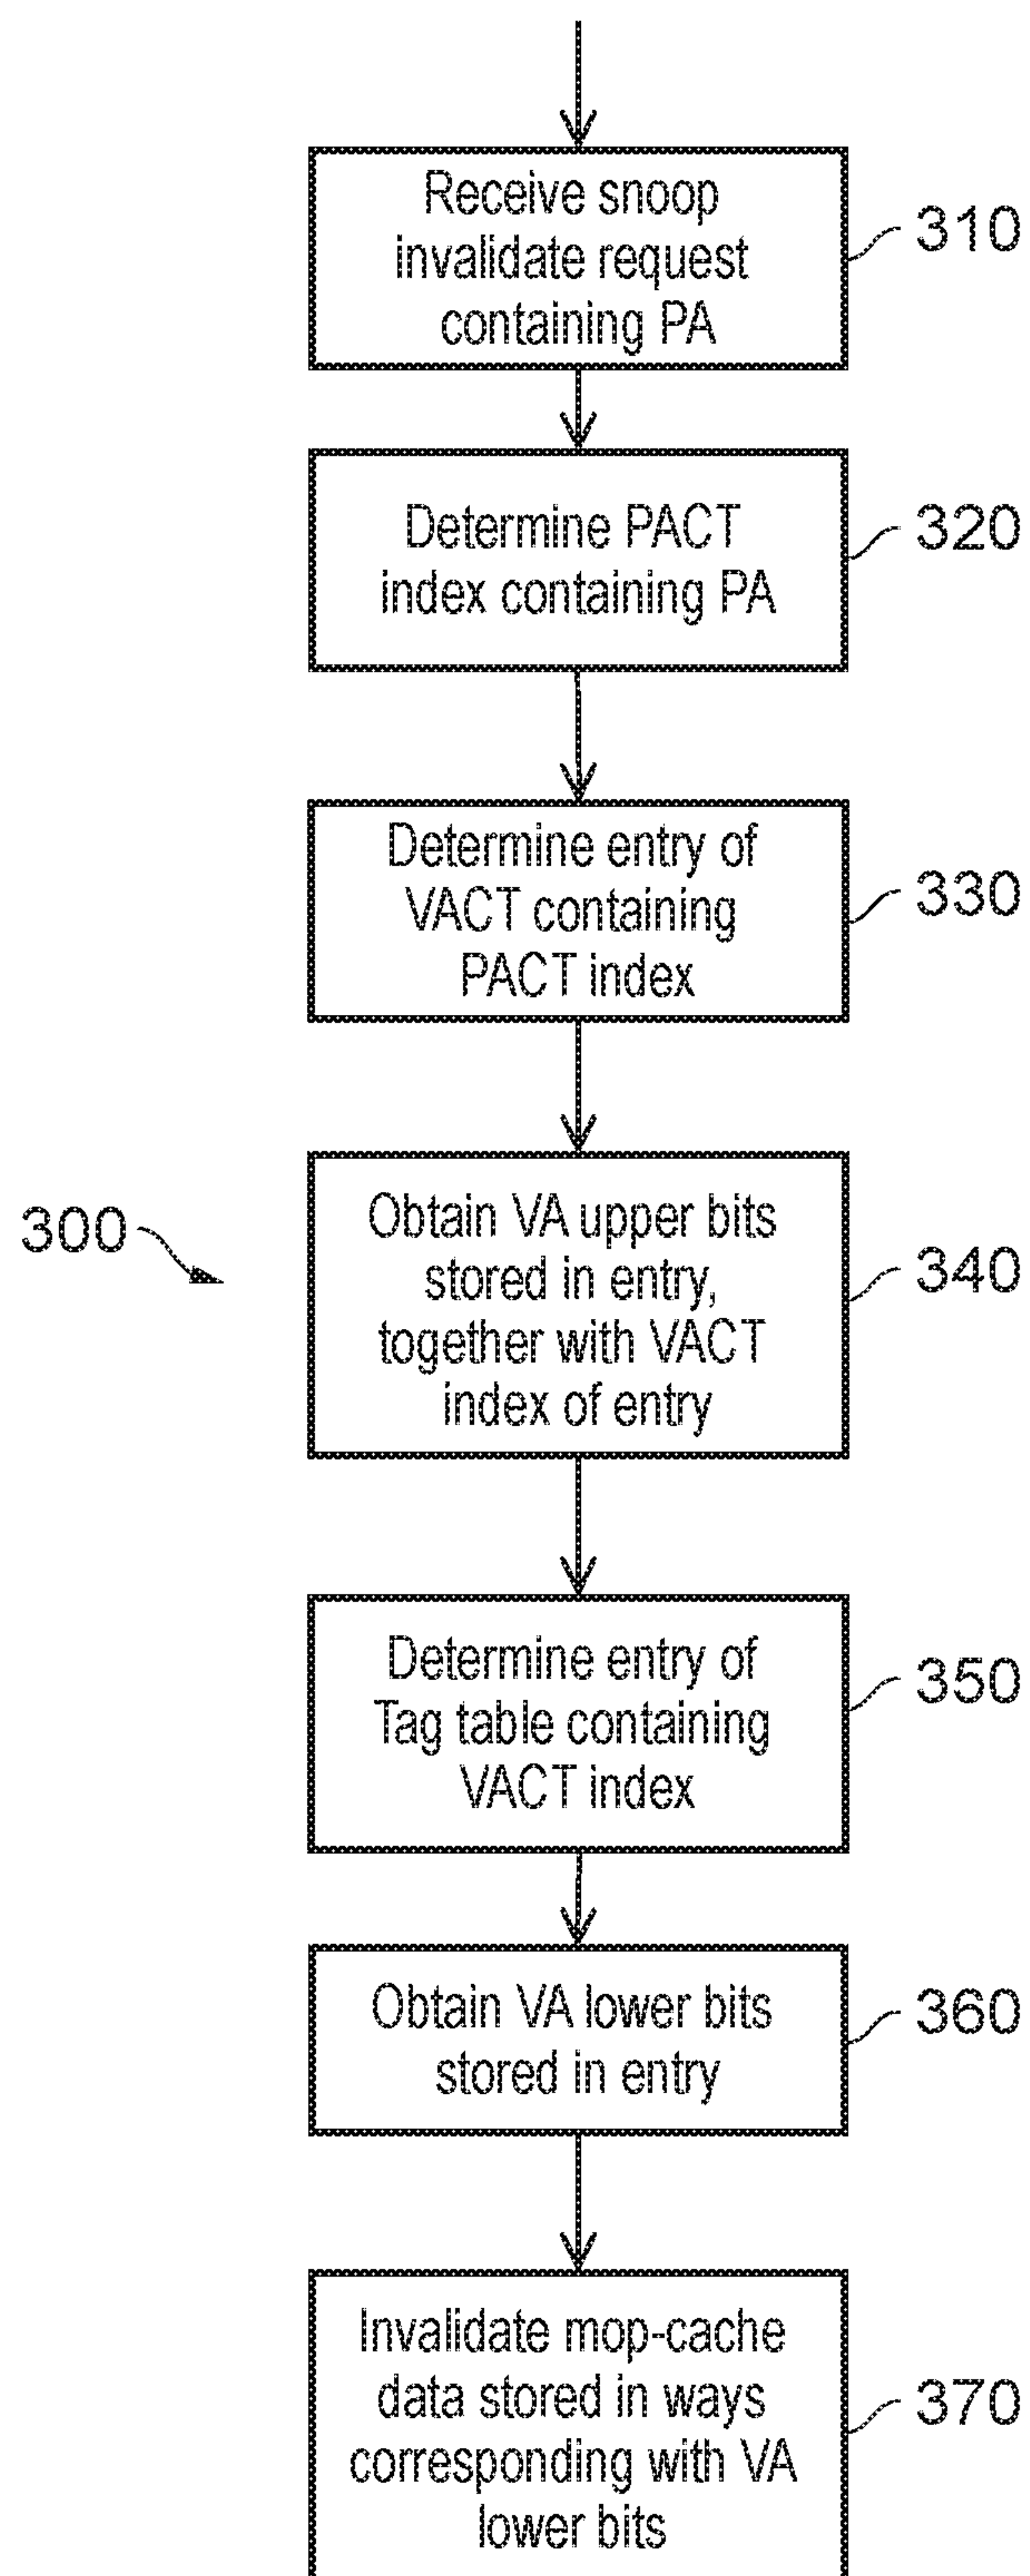 Receive snoop
invalidate request
containing PA
310
Determine PACT
index containing PA
320
Determine entry of
VACT containing
PACT index
330
300
Obtain VA upper bits
stored in entry,
together with VACT
index of entry
340
Determine entry of
Tag table containing
VACT index
350
Obtain VA lower bits
stored in entry
360
Invalidate mop-cache
data stored in ways
corresponding with VA
lower bits
370